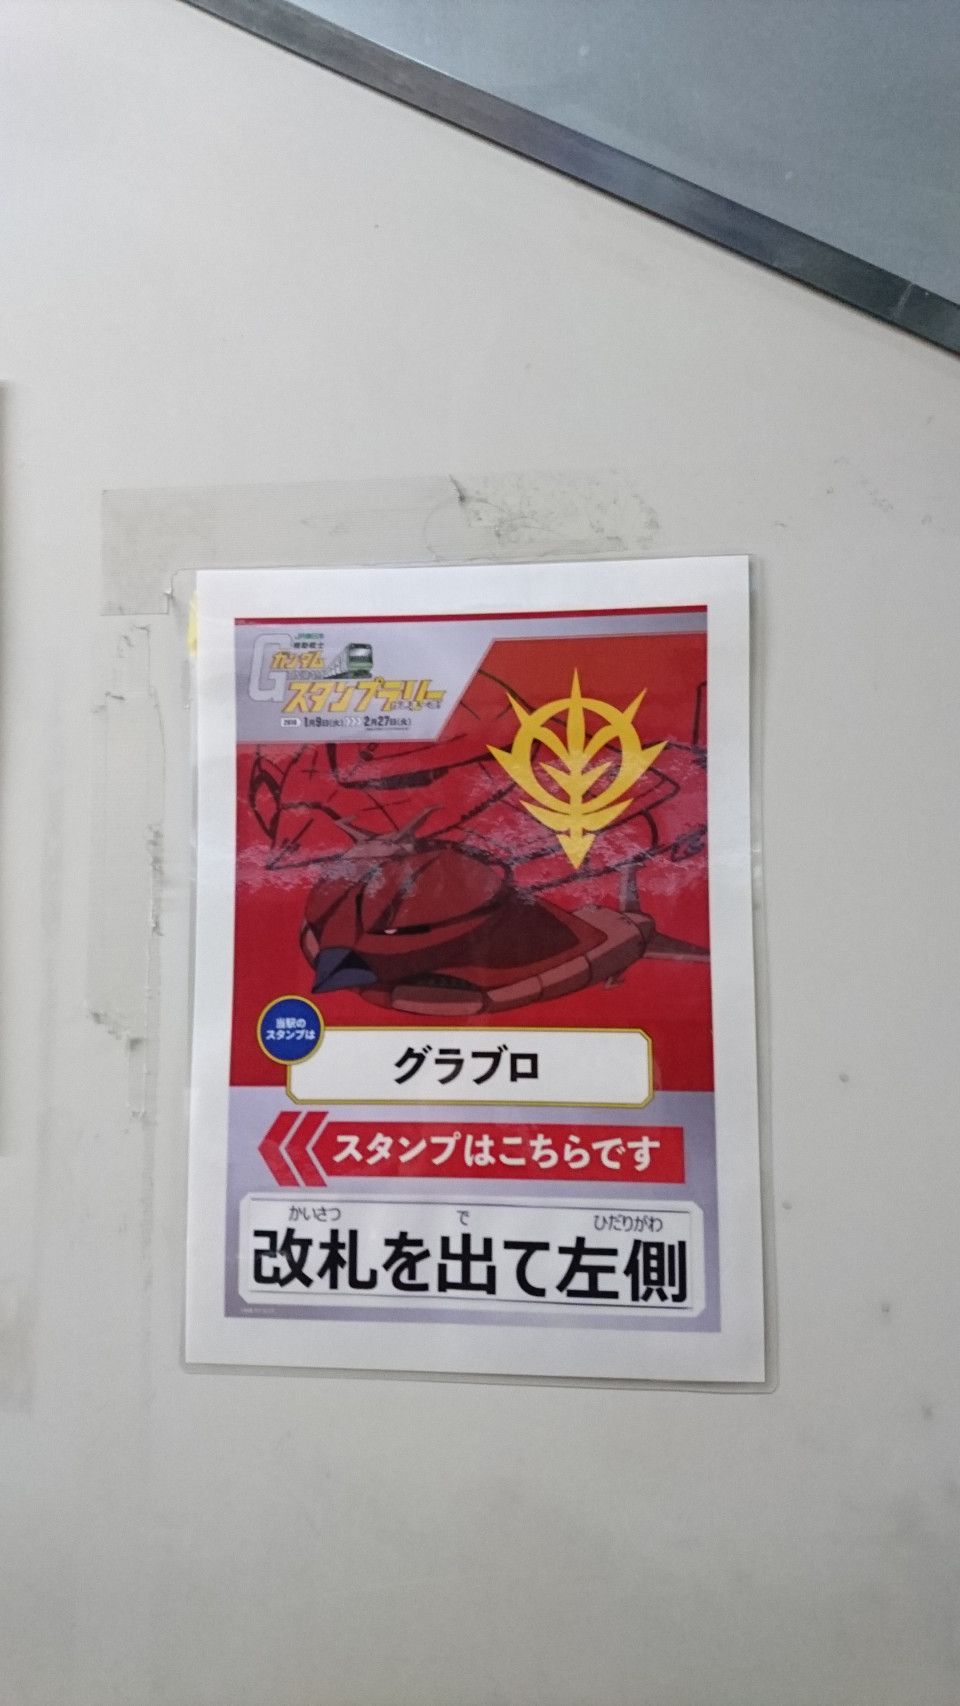 JR東日本
機動戦士
ガンダム
スタンプラリー
2018 1月9日(火)>>>2月27日(火)
当駅の
スタンプは
グラブロ
スタンプはこちらです
かいさつ で ひだりがわ
改札を出て左側